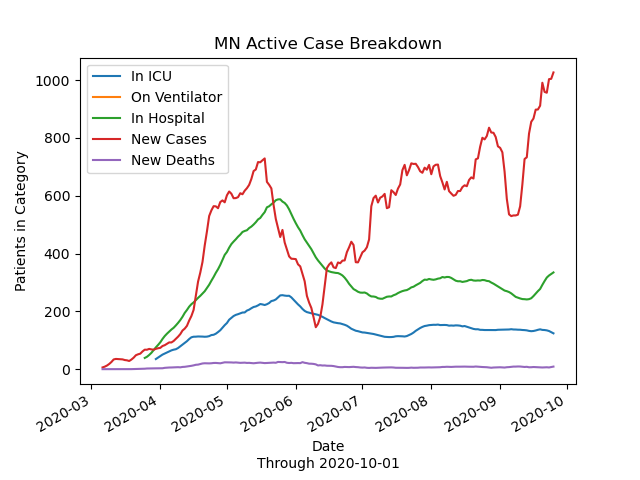 MN Active Case Breakdown
In ICU
On Ventilator
In Hospital
New Cases
New Deaths
Patients in Category
1000
800
600
400
200
0
2020-03
2020-04
2020-05
2020-06
2020-07
2020-08
2020-09
2020-10
Date
Through 2020-10-01